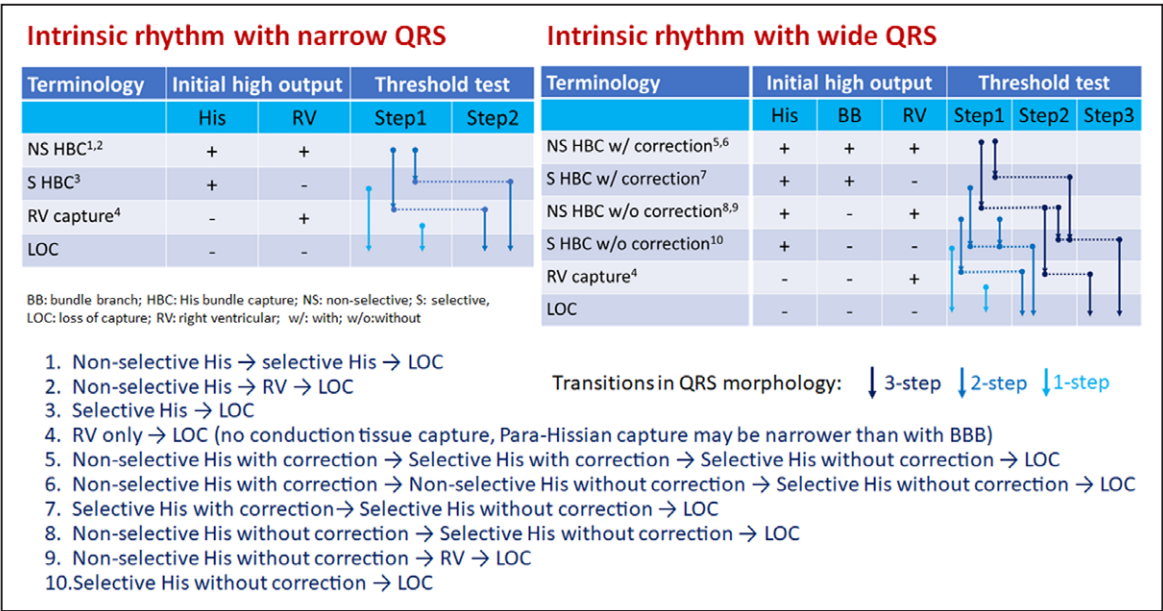 Intrinsic rhythm with narrow QRS
Terminology Initial high output Threshold test
His RV Step1 Step2
NS HBC1,2 + +
S HBC3 + -
RV capture4 - +
LOC - -
BB: bundle branch; HBC: His bundle capture; NS: non-selective; S: selective,
LOC: loss of capture; RV: right ventricular; w/: with; w/o:without
Intrinsic rhythm with wide QRS
Terminology Initial high output Threshold test
His BB RV Step1 Step2 Step3
NS HBC w/ correction5,6 + + +
S HBC w/ correction7 + + -
NS HBC w/o correction8,9 + - +
S HBC w/o correction10 + - -
RV capture4 - - +
LOC - - -
Transitions in QRS morphology: ↓ 3-step ↓ 2-step ↓ 1-step
1. Non-selective His → selective His → LOC
2. Non-selective His → RV → LOC
3. Selective His → LOC
4. RV only → LOC (no conduction tissue capture, Para-Hissian capture may be narrower than with BBB)
5. Non-selective His with correction → Selective His with correction → Selective His without correction → LOC
6. Non-selective His with correction → Non-selective His without correction → Selective His without correction → LOC
7. Selective His with correction→ Selective His without correction → LOC
8. Non-selective His without correction → Selective His without correction → LOC
9. Non-selective His without correction → RV → LOC
10.Selective His without correction → LOC